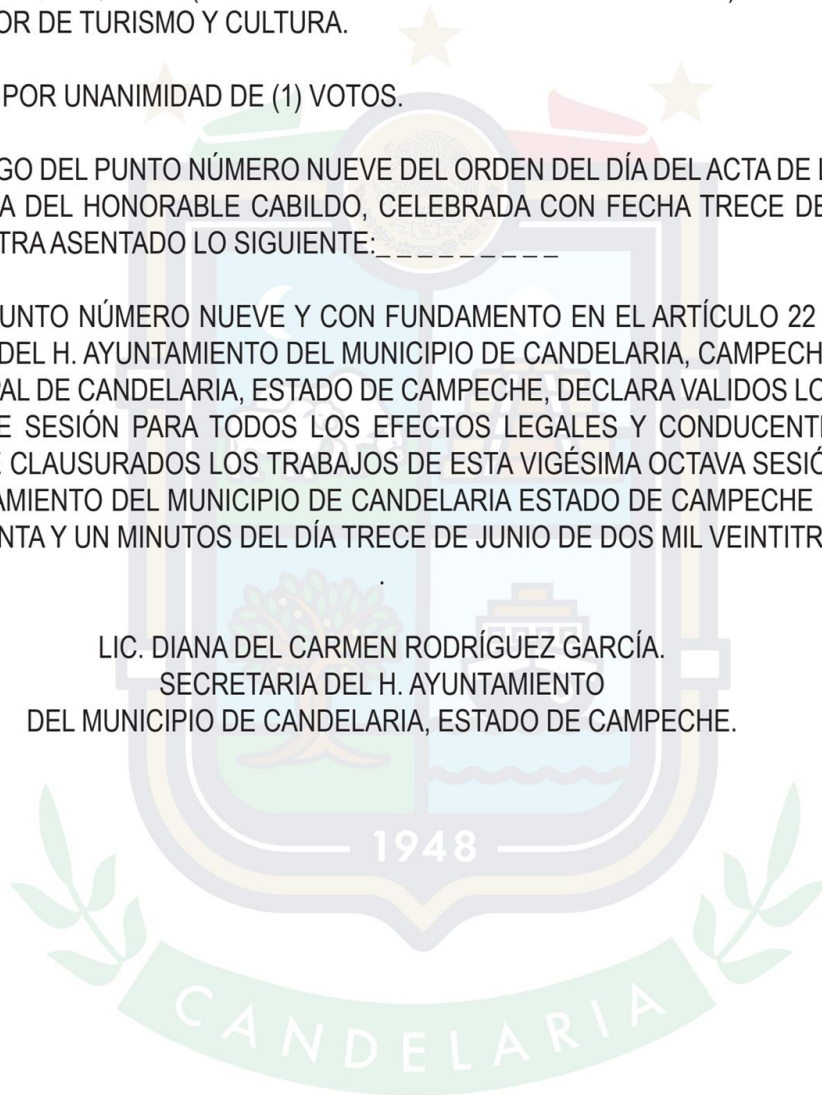 OR DE TURISMO Y CULTURA.
POR UNANIMIDAD DE (1) VOTOS.
GO DEL PUNTO NÚMERO NUEVE DEL ORDEN DEL DÍA DEL ACTA DE L
A DEL HONORABLE CABILDO, CELEBRADA CON FECHA TRECE DE
TRA ASENTADO LO SIGUIENTE:_ _ _ _ _ _ _ _ _
UNTO NÚMERO NUEVE Y CON FUNDAMENTO EN EL ARTÍCULO 22
DEL H. AYUNTAMIENTO DEL MUNICIPIO DE CANDELARIA, CAMPECH
PAL DE CANDELARIA, ESTADO DE CAMPECHE, DECLARA VALIDOS LO
E SESIÓN PARA TODOS LOS EFECTOS LEGALES Y CONDUCENT
E CLAUSURADOS LOS TRABAJOS DE ESTA VIGÉSIMA OCTAVA SESIÓ
AMIENTO DEL MUNICIPIO DE CANDELARIA ESTADO DE CAMPECHE
NTA Y UN MINUTOS DEL DÍA TRECE DE JUNIO DE DOS MIL VEINTITR
.
LIC. DIANA DEL CARMEN RODRÍGUEZ GARCÍA.
SECRETARIA DEL H. AYUNTAMIENTO
DEL MUNICIPIO DE CANDELARIA, ESTADO DE CAMPECHE.
1948
CANDELARIA